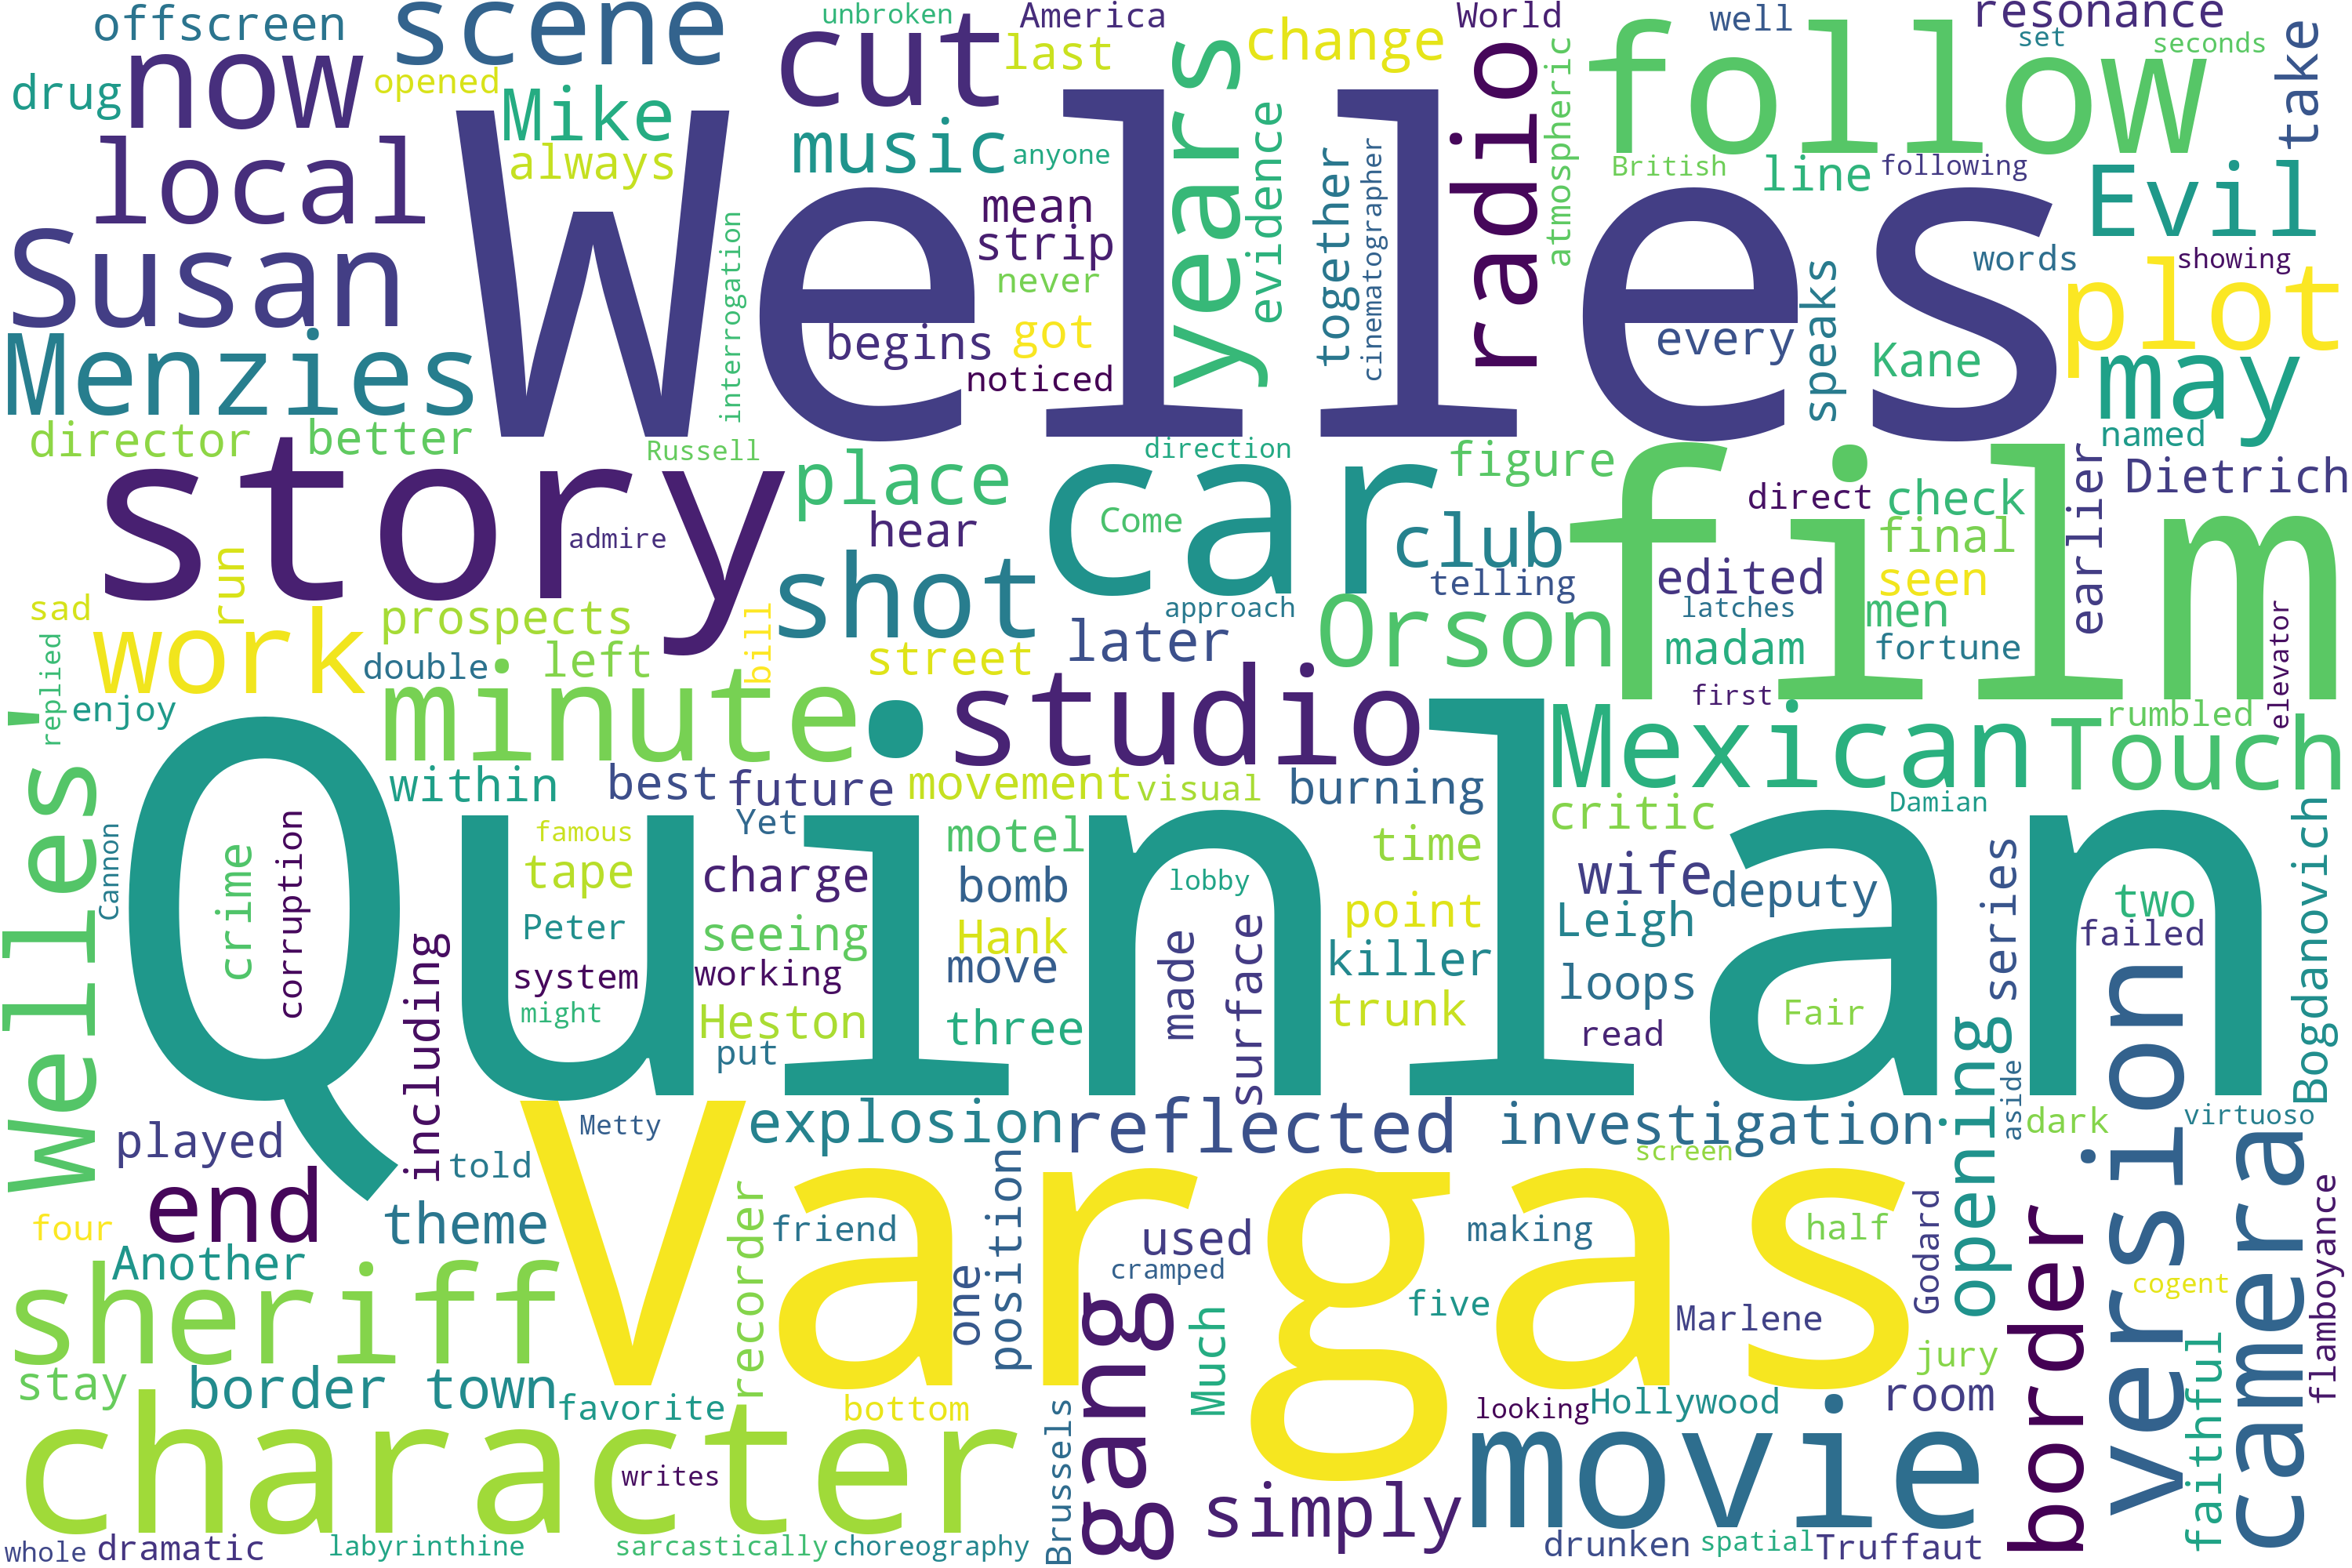 offscreen
scene
unbroken
America
World
well
resonance
drug
now
opened
cut
last
change
set
seconds
local
Mike
always
music
anyone
years
evidence
radio
atmospheric
follow
British
line
following
take
Evil
Susan
Welles
interrogation
mean
strip
never
together
cinematographer
words
showing
plot
Menzies
begins
got
noticed
every
speaks
Kane
may
director
better
Russell
direction
figure
named
story
admire
place
hear
car
Come
club
direct
check
final
earlier
Dietrich
film
shot
telling
edited
seen
sad
run
work
prospects
double
left
bill
street
approach
later
Orson
latches
men
madam
fortune
first
elevator
replied
enjoy
minute
studio
Mexican
rumbled
Touch
Welles'
Quinlan
within
best
future
movement
visual
burning
Damian
critic
Bogdanovich
Cannon
crime
corruption
famous
Yet
motel
time
tape
charge
bomb
lobby
wife
deputy
series
two
Peter
seeing
Hank
point
Leigh
failed
system
working
move
made
surface
killer
loops
including
might
Heston
three
trunk
Fair
read
put
opening
version
aside
played
Metty
explosion
reflected
investigation
dark
virtuoso
told
screen
end
theme
recorder
friend
position
used
making
half
Godard
four
Another
Vargas
cramped
cogent
flamboyance
sheriff
one
gang
Much
five
Marlene
border
camera
jury
stay
border town
favorite
bottom
looking
Hollywood
room
faithful
character
writes
Brussels
simply
movie
whole
dramatic
labyrinthine
sarcastically
choreography
drunken
spatial
Truffaut